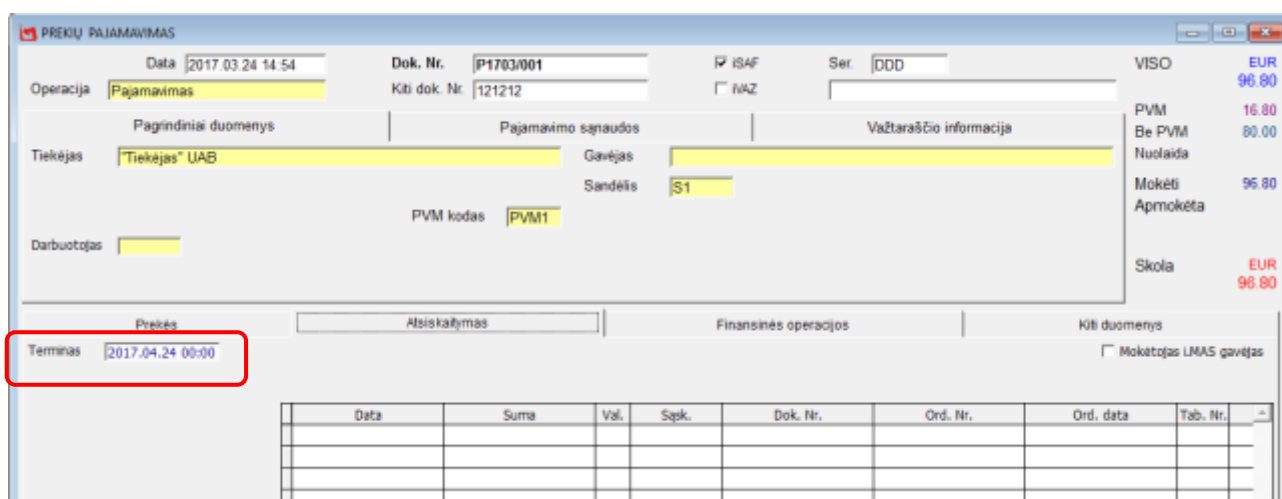 PREKIŲ PAJAMAVIMAS
Data 2017.03.24 14:54 Dok. Nr. P1703/001 iSAF Ser. DDD VISO EUR
Operacija Pajamavimas Kiti dok. Nr. 121212 iVAZ 96.80
Pagrindiniai duomenys Pajamavimo sąnaudos Važtaraščio informacija PVM 16.80
Be PVM 80.00
Tiekėjas "Tiekėjas" UAB Gavėjas Nuolaida
Sandėlis S1 Mokėti 96.80
PVM kodas PVM1 Apmokėta
Darbuotojas
Skola EUR
96.80
Prekės Atsiskaitymas Finansinės operacijos Kiti duomenys
Terminas 2017.04.24 00:00 Mokėtojas LMAS gavėjas
Data Suma Val. Sąsk. Dok. Nr. Ord. Nr. Ord. data Tab. Nr.